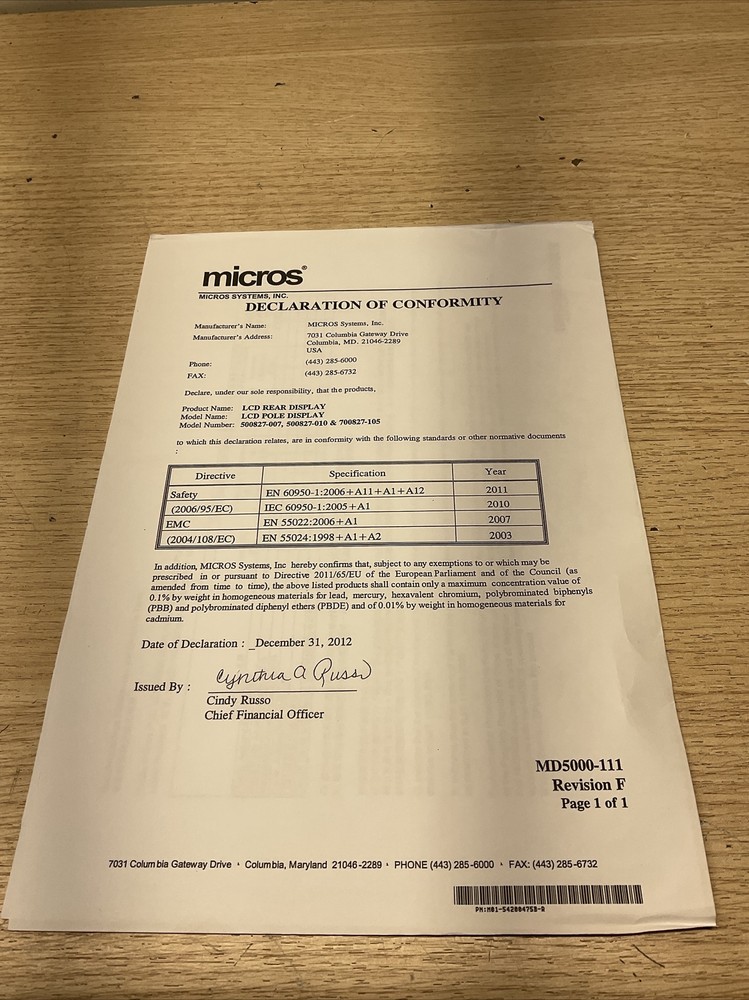 micros®
MICROS SYSTEMS, INC.
DECLARATION OF CONFORMITY
Manufacturer's Name: MICROS Systems, Inc.
Manufacturer's Address: 7031 Columbia Gateway Drive
Columbia, MD. 21046-2289
USA
Phone: (443) 285-6000
FAX: (443) 285-6732
Declare, under our sole responsibility, that the products,
Product Name: LCD REAR DISPLAY
Model Name: LCD POLE DISPLAY
Model Number: 500827-007, 500827-010 & 700827-105
to which this declaration relates, are in conformity with the following standards or other normative documents
:
Directive Specification Year
Safety EN 60950-1:2006+A11+A1+A12 2011
(2006/95/EC) IEC 60950-1:2005+A1 2010
EMC EN 55022:2006+A1 2007
(2004/108/EC) EN 55024:1998+A1+A2 2003
In addition, MICROS Systems, Inc hereby confirms that, subject to any exemptions to or which may be
prescribed in or pursuant to Directive 2011/65/EU of the European Parliament and of the Council (as
amended from time to time), the above listed products shall contain only a maximum concentration value of
0.1% by weight in homogeneous materials for lead, mercury, hexavalent chromium, polybrominated biphenyls
(PBB) and polybrominated diphenyl ethers (PBDE) and of 0.01% by weight in homogeneous materials for
cadmium.
Date of Declaration : _December 31, 2012
Cynthia A Russo
Issued By :
Cindy Russo
Chief Financial Officer
MD5000-111
Revision F
Page 1 of 1
7031 Columbia Gateway Drive · Columbia, Maryland 21046-2289 · PHONE (443) 285-6000 · FAX: (443) 285-6732